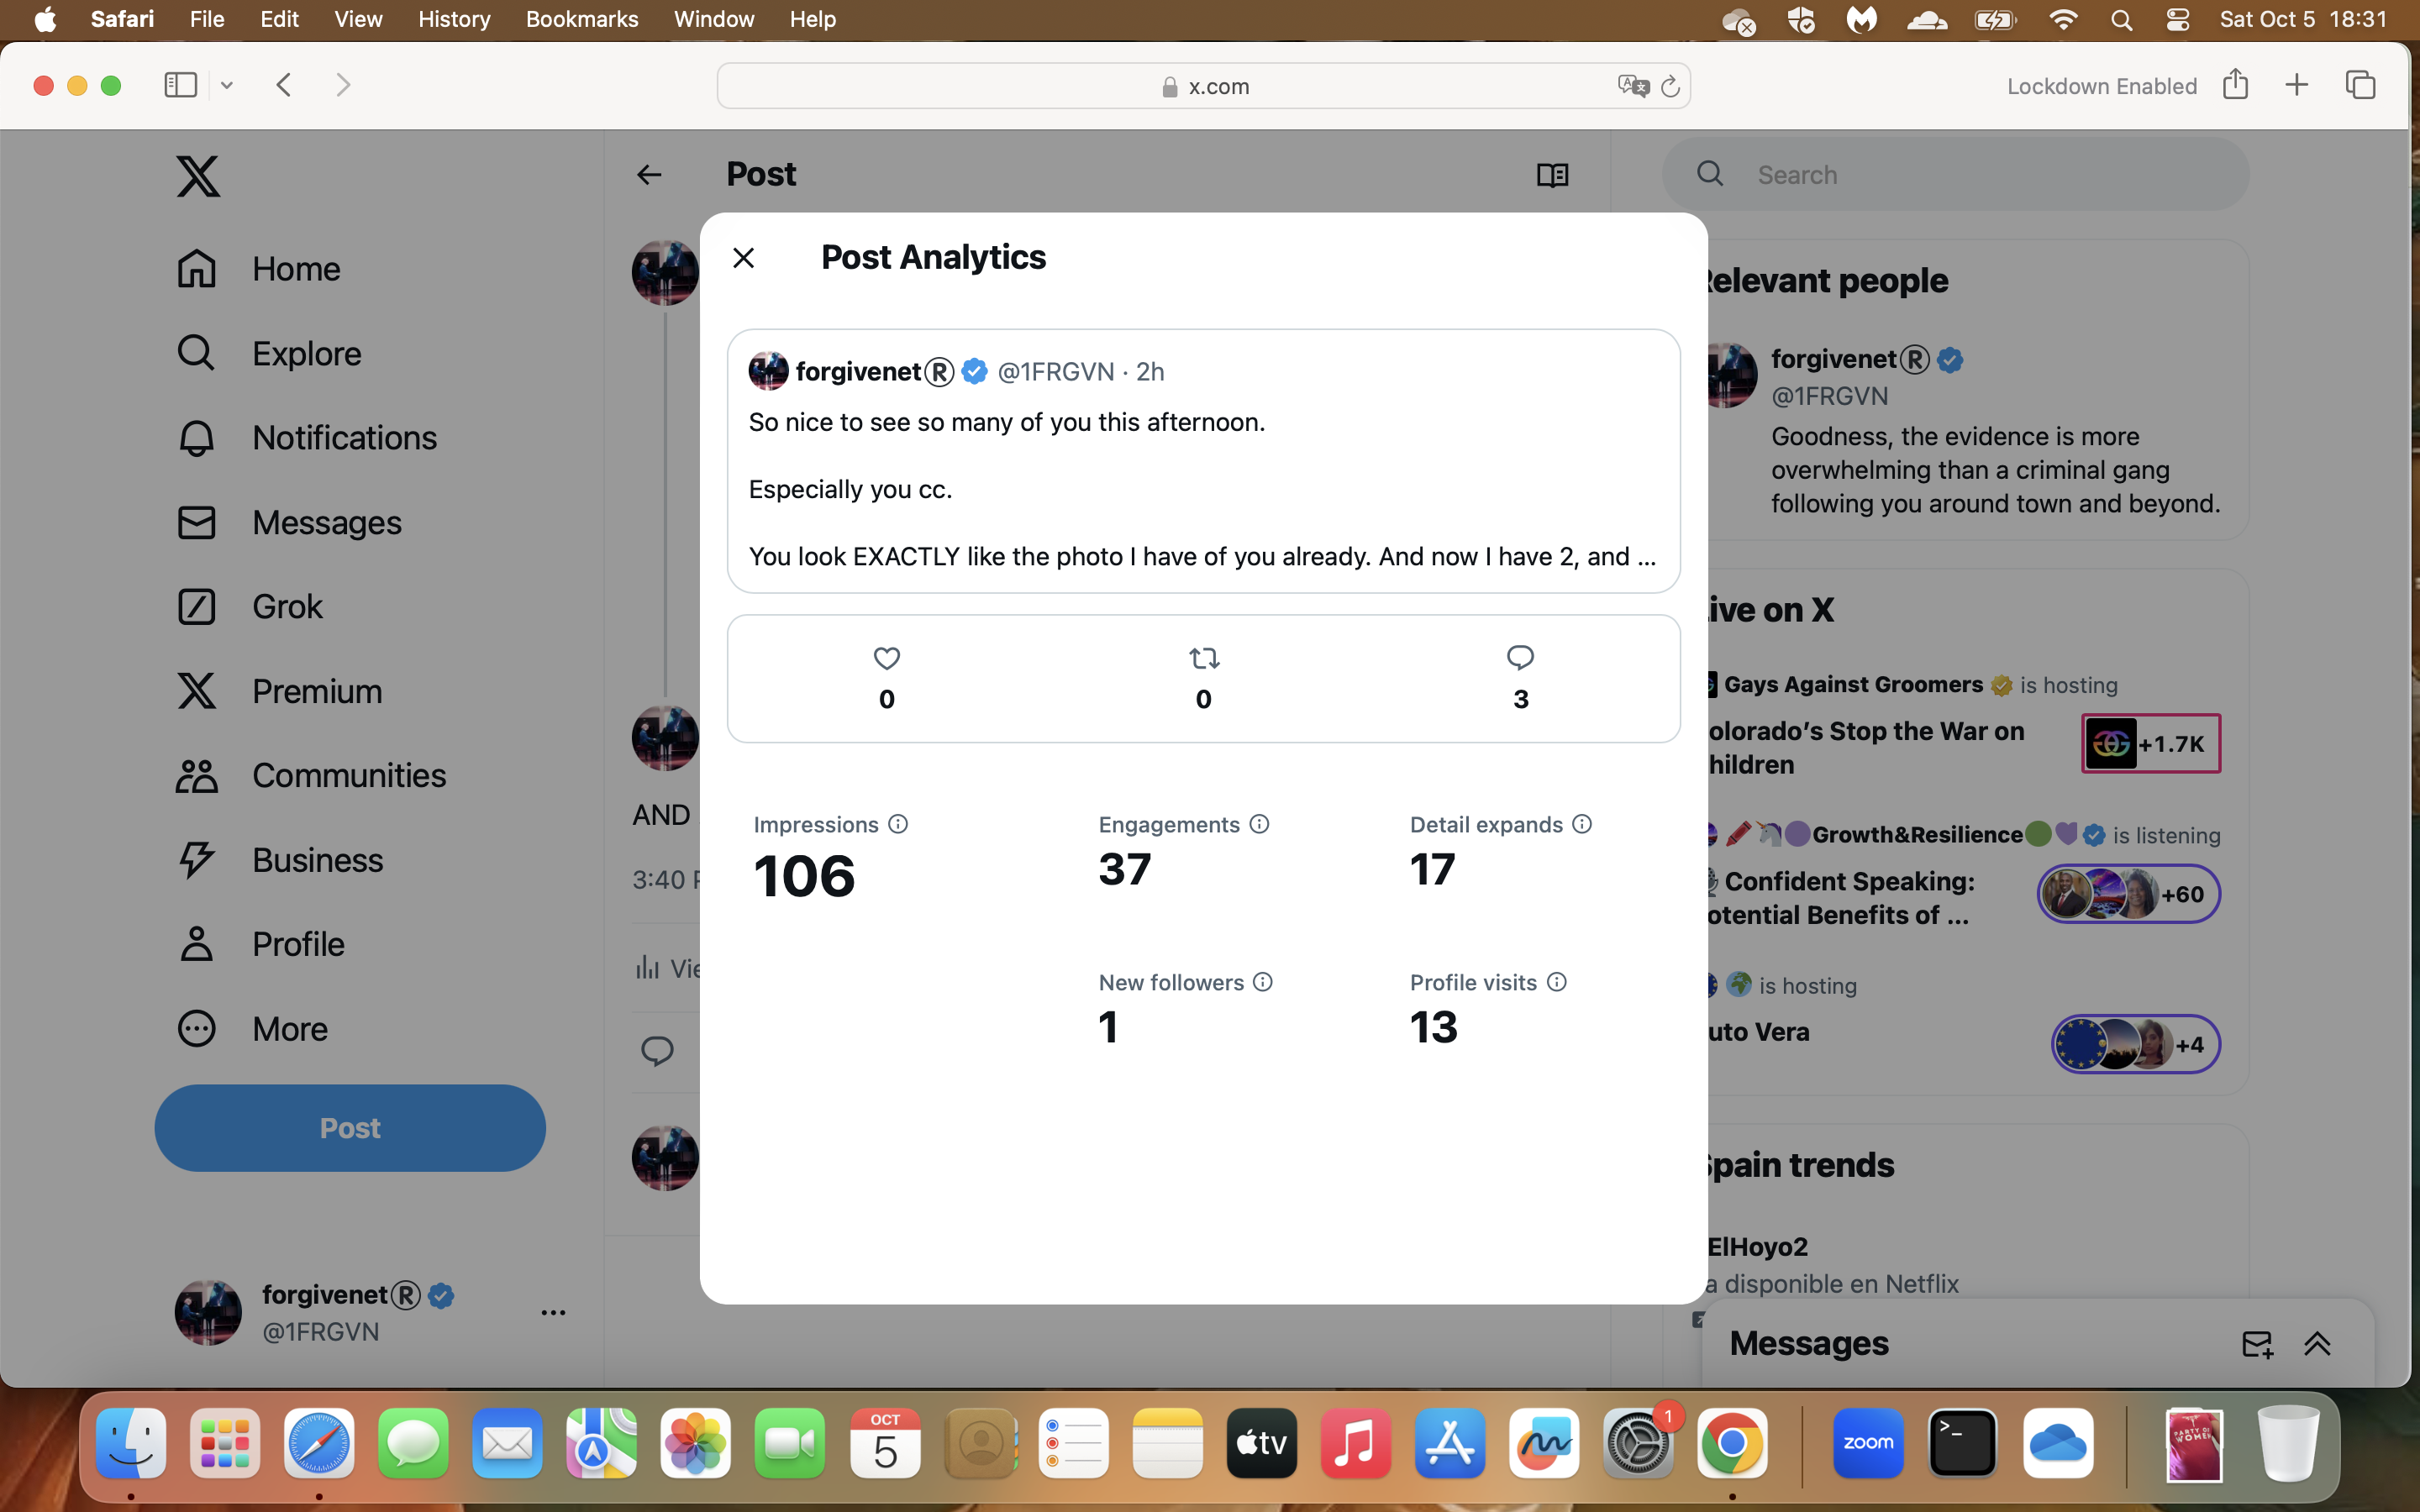 Safari File Edit View History Bookmarks Window Help
Sat Oct 5 18:31
x.com
Lockdown Enabled
Home
Explore
Notifications
Messages
Grok
Premium
Communities
Business
Profile
More
Post
forgivenet®
@1FRGVN
Post
AND
3:40
Post Analytics
forgivenet® @1FRGVN · 2h
So nice to see so many of you this afternoon.
Especially you cc.
You look EXACTLY like the photo I have of you already. And now I have 2, and ...
0 0 3
Impressions Engagements Detail expands
106 37 17
New followers Profile visits
1 13
Search
elevant people
forgivenet®
@1FRGVN
Goodness, the evidence is more
overwhelming than a criminal gang
following you around town and beyond.
ive on X
Gays Against Groomers is hosting
olorado's Stop the War on
hildren
+1.7K
Growth&Resilience is listening
Confident Speaking:
otential Benefits of ...
+60
is hosting
uto Vera
+4
pain trends
ElHoyo2
a disponible en Netflix
Messages
OCT
5
tv
1
zoom
>_
PARTY OF
WOMEN